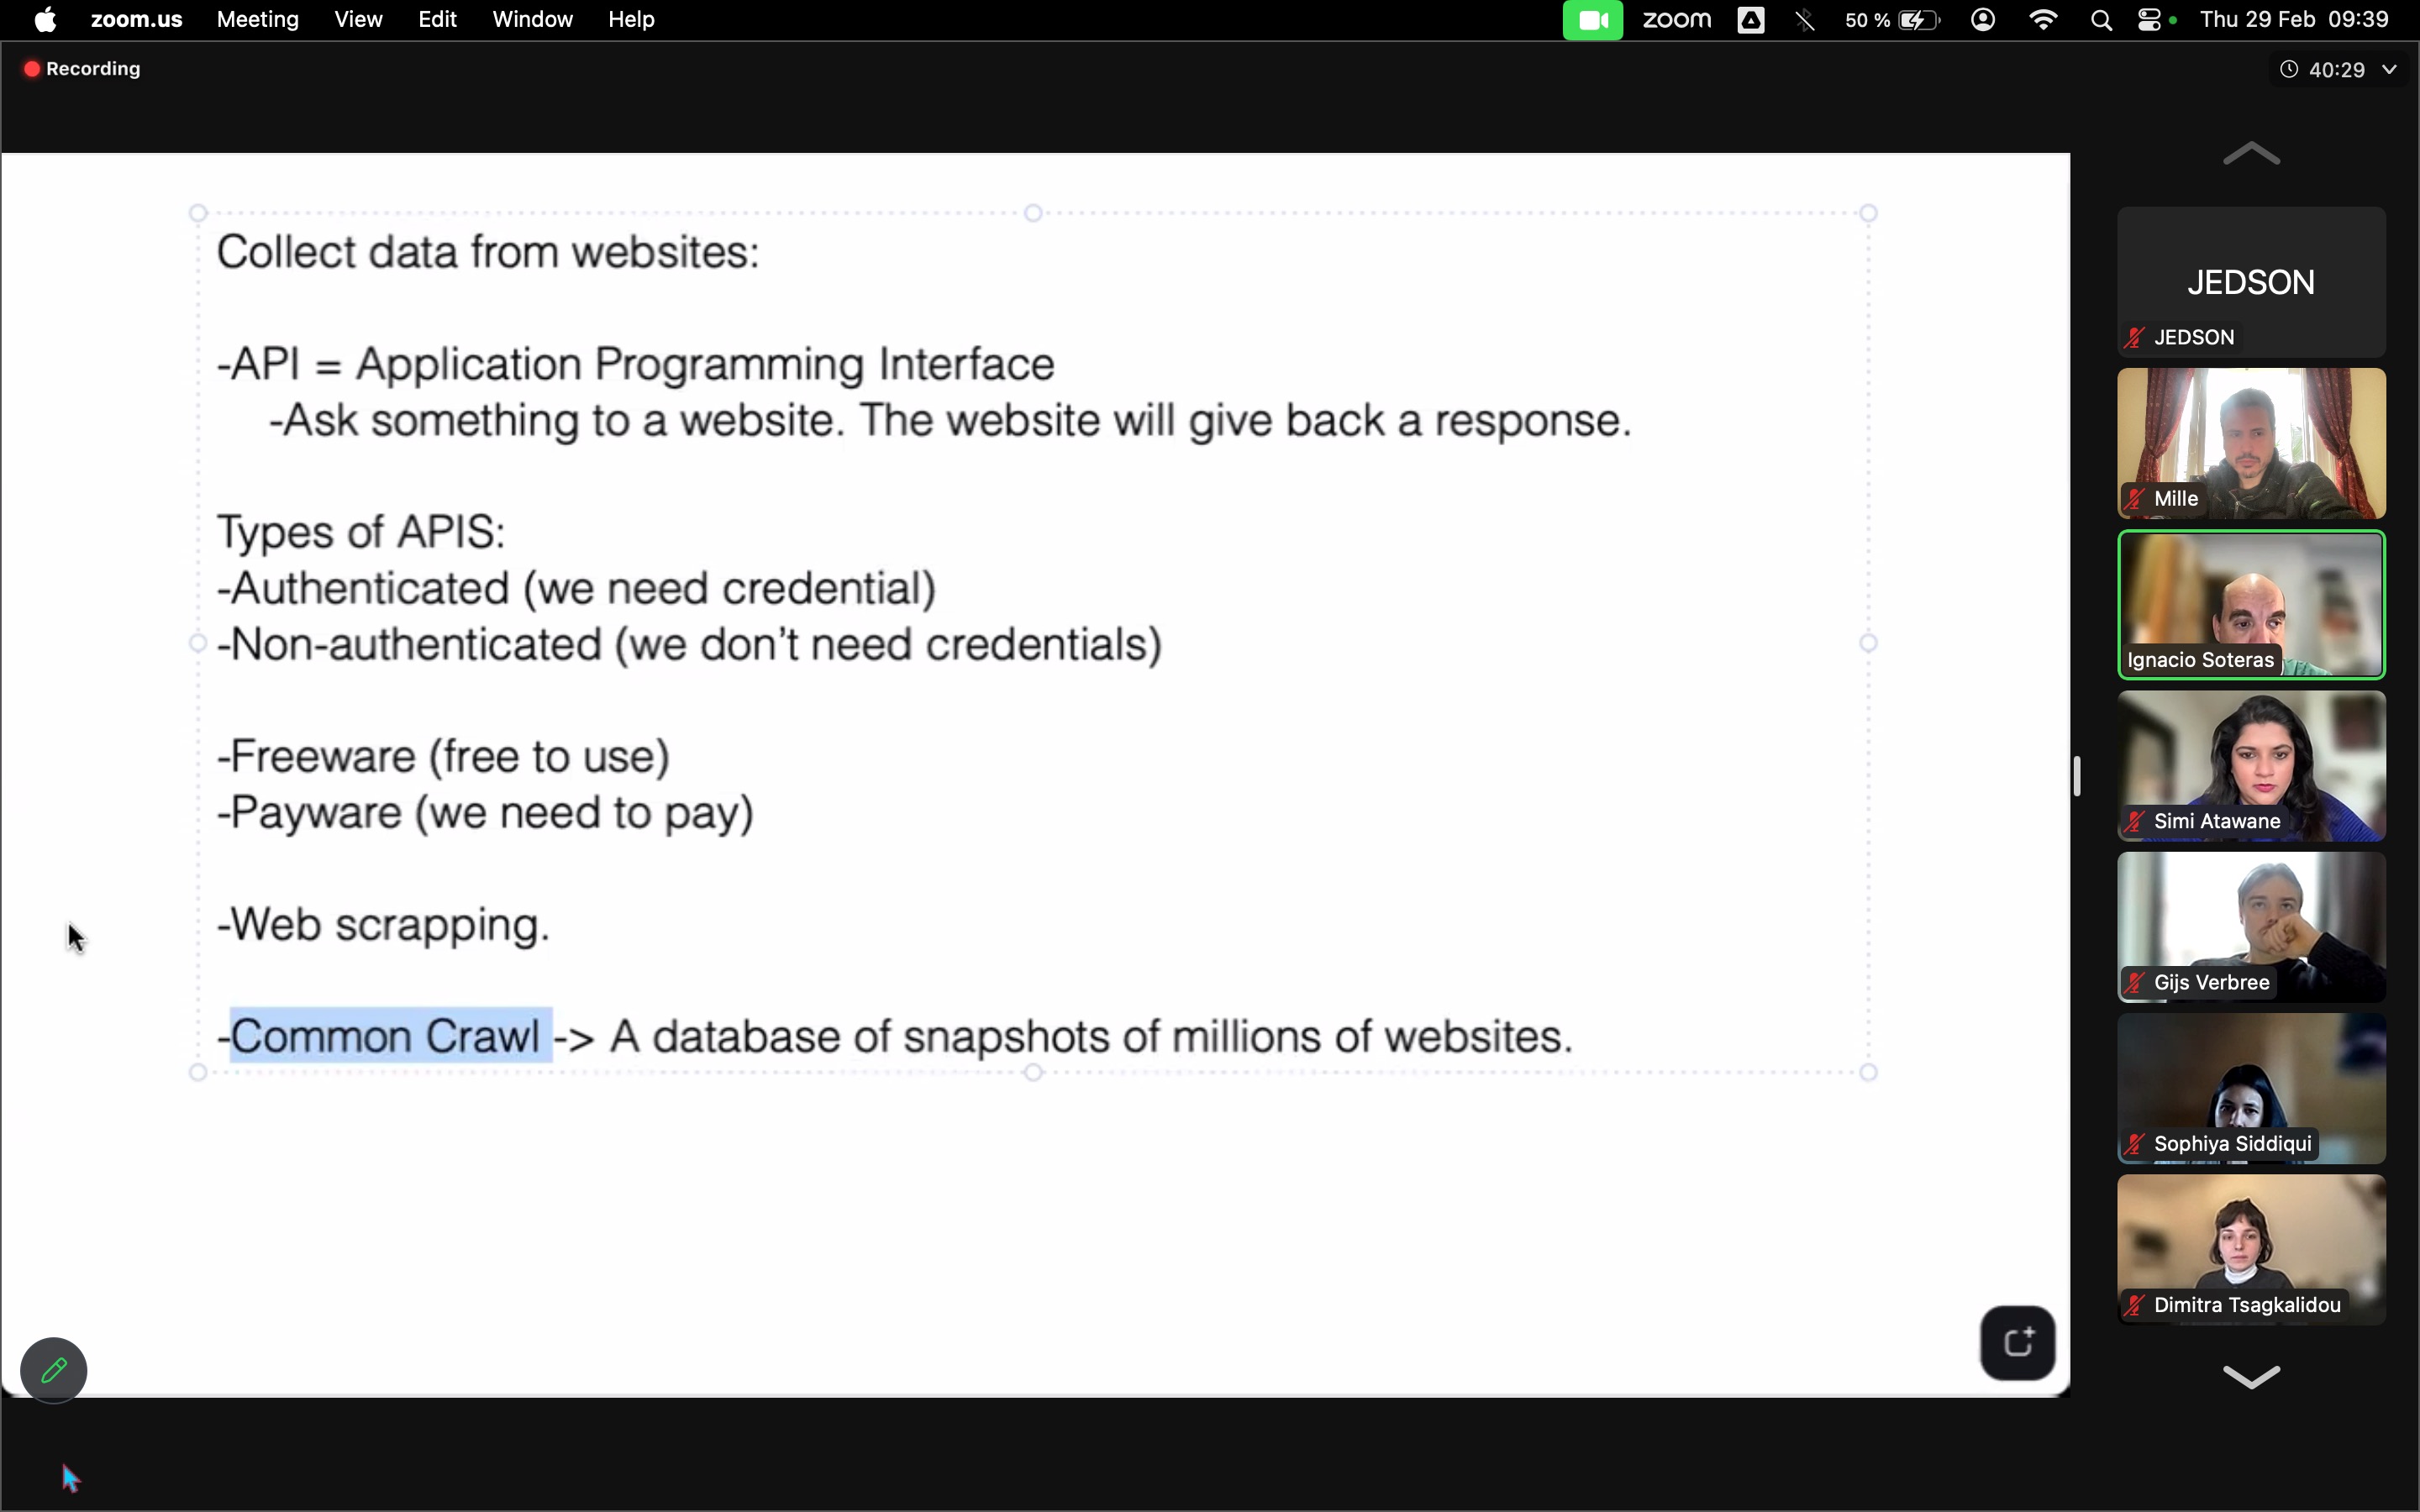 zoom.us Meeting View Edit Window Help zoom 50 % Thu 29 Feb 09:39
Recording
40:29
Collect data from websites:
-API = Application Programming Interface
-Ask something to a website. The website will give back a response.
Types of APIS:
-Authenticated (we need credential)
-Non-authenticated (we don't need credentials)
-Freeware (free to use)
-Payware (we need to pay)
-Web scrapping.
-Common Crawl -> A database of snapshots of millions of websites.
JEDSON
JEDSON
Mille
Ignacio Soteras
Simi Atawane
Gijs Verbree
Sophiya Siddiqui
Dimitra Tsagkalidou